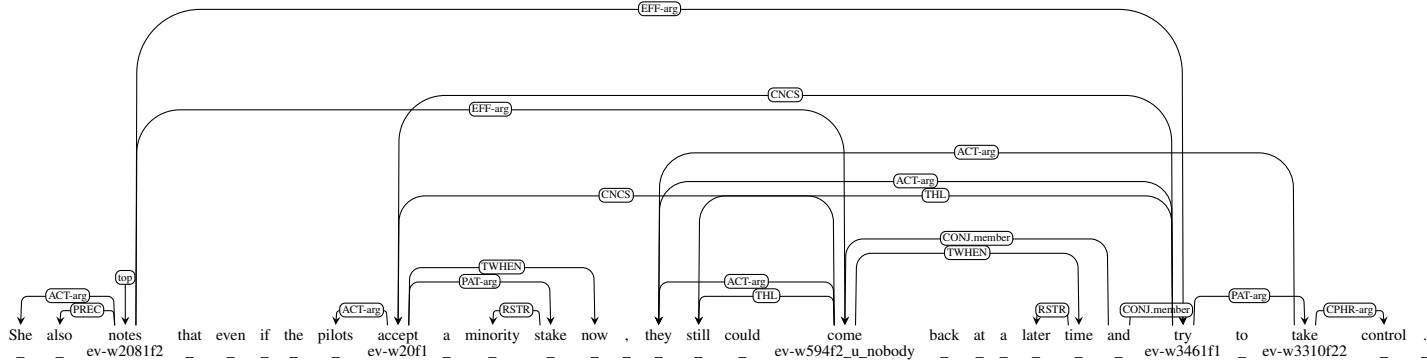 EFF-arg
CNCS
EFF-arg
ACT-arg
ACT-arg
CNCS THL
CONJ.member
TWHEN
TWHEN
top PAT-arg ACT-arg
ACT-arg THL PAT-arg
PREC ACT-arg RSTR RSTR CONJ.member CPHR-arg
She also notes that even if the pilots accept a minority stake now , they still could come back at a later time and try to take control .
_ _ ev-w2081f2 _ _ _ _ _ ev-w20f1 _ _ _ _ _ _ _ _ ev-w594f2_u_nobody _ _ _ _ _ _ ev-w3461f1 _ ev-w3310f22 _ _